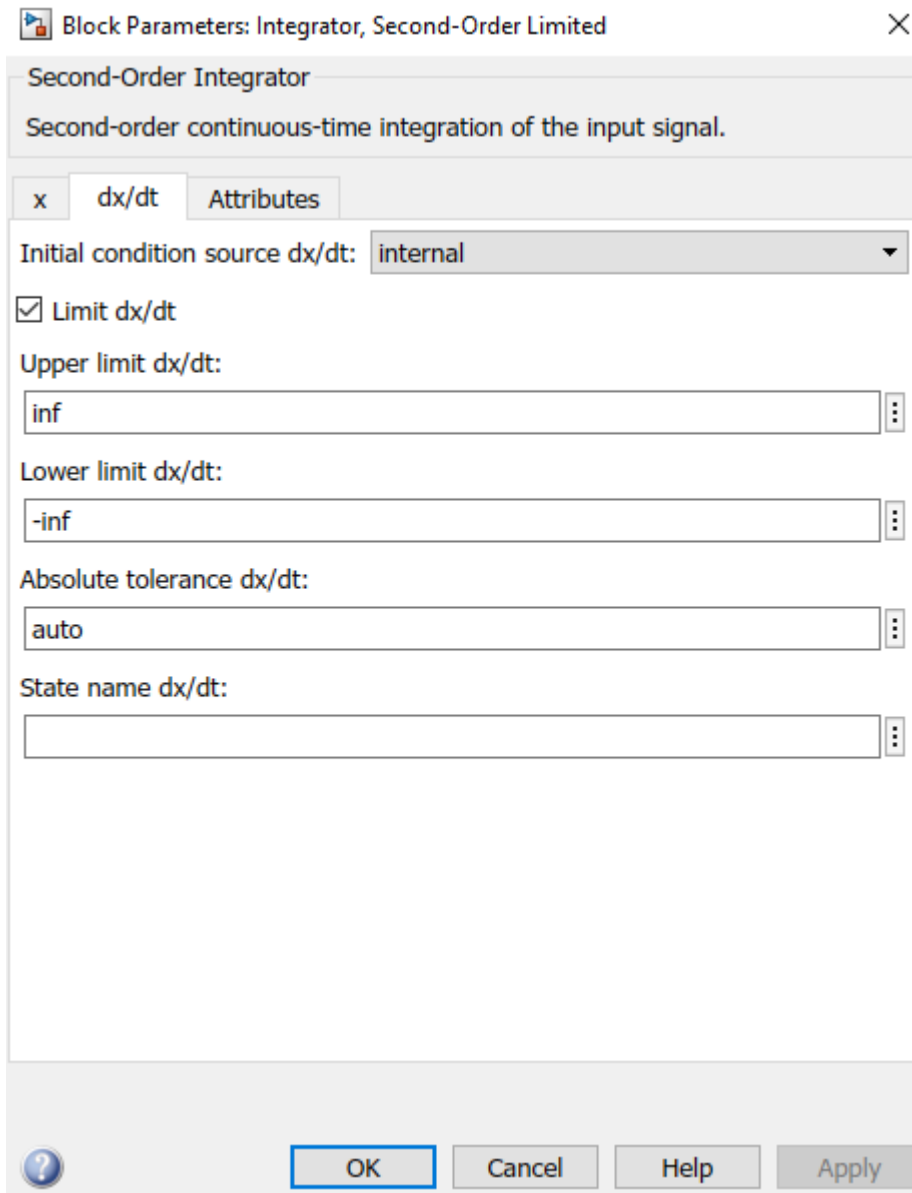 Block Parameters: Integrator, Second-Order Limited
Second-Order Integrator
Second-order continuous-time integration of the input signal.
x dx/dt Attributes
Initial condition source dx/dt: internal
Limit dx/dt
Upper limit dx/dt:
inf
Lower limit dx/dt:
-inf
Absolute tolerance dx/dt:
auto
State name dx/dt:
? OK Cancel Help Apply